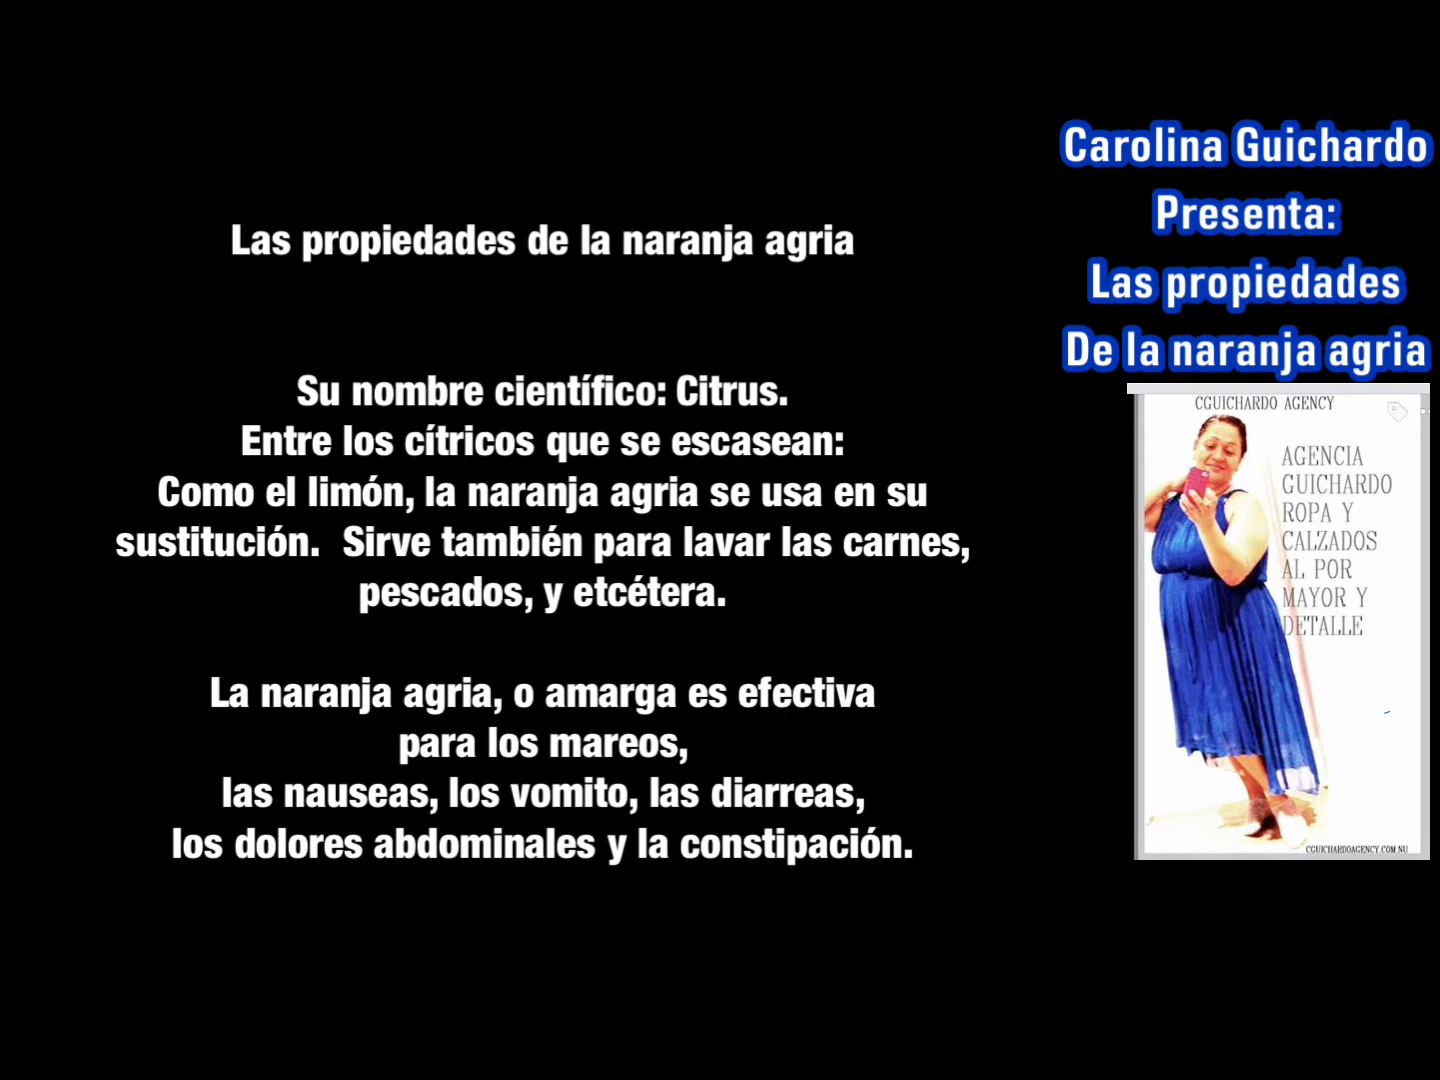 Las propiedades de la naranja agria
Su nombre científico: Citrus.
Entre los cítricos que se escasean:
Como el limón, la naranja agria se usa en su
sustitución.  Sirve también para lavar las carnes,
pescados, y etcétera.
La naranja agria, o amarga es efectiva
para los mareos,
las nauseas, los vomito, las diarreas,
los dolores abdominales y la constipación.
Carolina Guichardo
Presenta:
Las propiedades
De la naranja agria
CGUICHARDO AGENCY
AGENCIA
GUICHARDO
ROPA Y
CALZADOS
AL POR
MAYOR Y
DETALLE
CGUICHARDOAGENCY.COM.NU